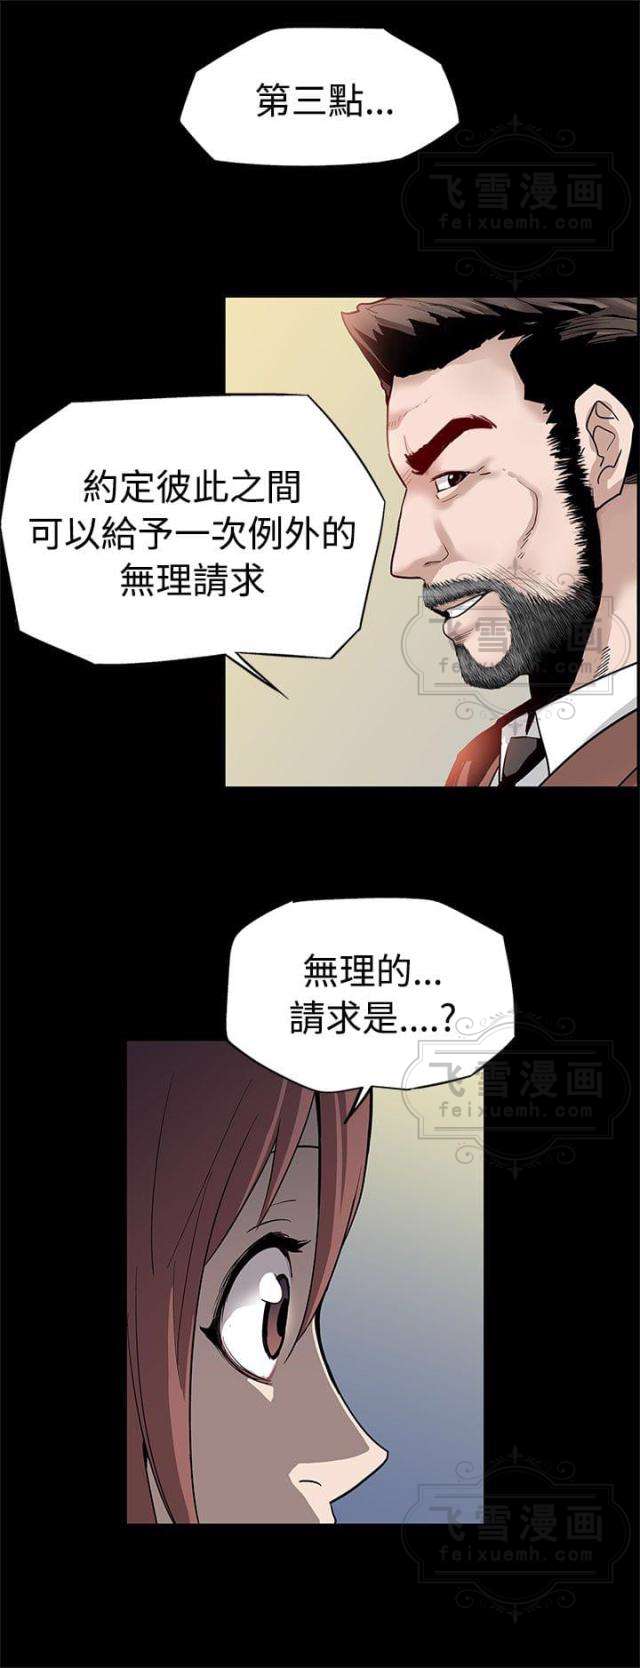 第三點...
飞雪漫画
feixuemh.com
約定彼此之間
可以給予一次例外的
無理請求
飞雪漫画
feixuemh.com
無理的...
請求是....?
飞雪漫画
feixuemh.com
飞雪漫画
feixuemh.com